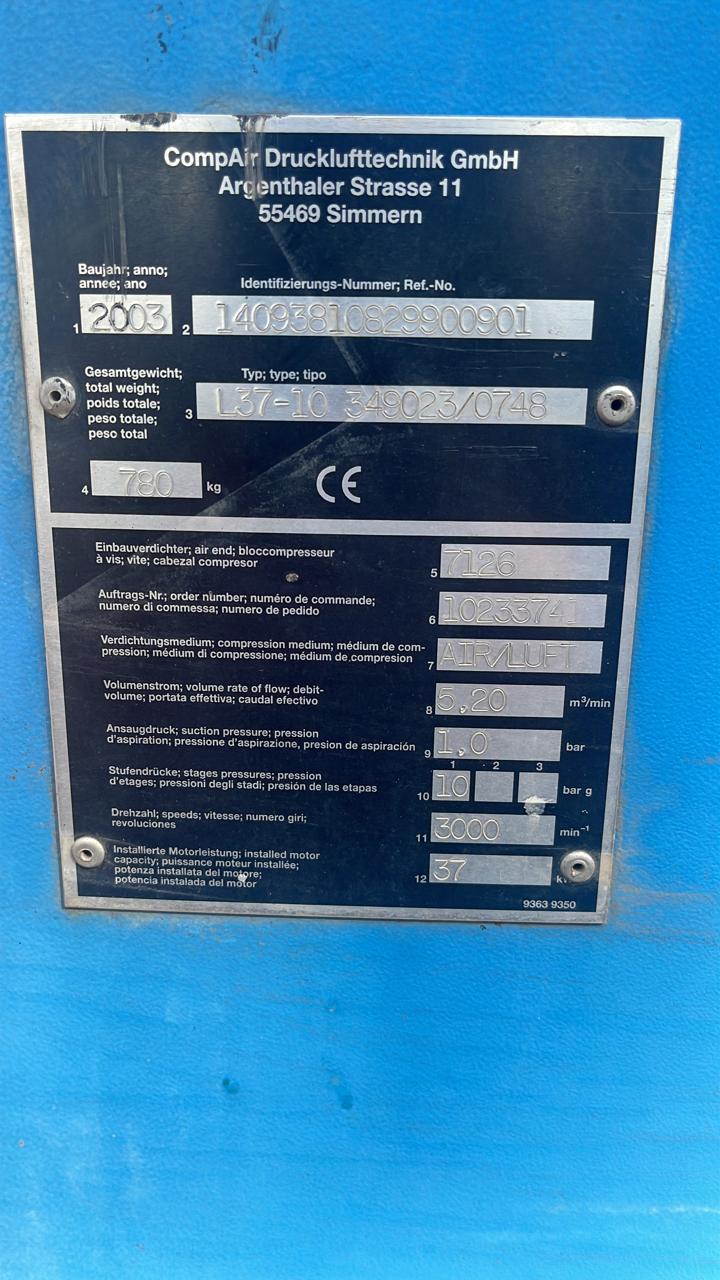 CompAir Drucklufttechnik GmbH
Argenthaler Strasse 11
55469 Simmern
Baujahr; anno;
annee; ano
Identifizierungs-Nummer; Ref.-No.
1 2003 2 14093810829900901
Gesamtgewicht;
total weight;
poids totale;
peso totale;
peso total
Typ; type; tipo
3 L37-10 349023/0748
4 780 kg CE
Einbauverdichter; air end; bloccompresseur
à vis; vite; cabezal compresor
5 7126
Auftrags-Nr.; order number; numéro de commande;
numero di commessa; numero de pedido
6 10233741
Verdichtungsmedium; compression medium; médium de com-
pression; médium di compressione; médium de compresion
7 AIR/LUFT
Volumenstrom; volume rate of flow; debit-
volume; portata effettiva; caudal efectivo
8 5,20 m³/min
Ansaugdruck; suction pressure; pression
d'aspiration; pressione d'aspirazione, presion de aspiración
9 1,0 bar
1 2 3
Stufendrücke; stages pressures; pression
d'etages; pressioni degli stadi; presión de las etapas
10 10 bar g
Drehzahl; speeds; vitesse; numero giri;
revoluciones
11 3000 min⁻¹
Installierte Motorleistung; installed motor
capacity; puissance moteur installée;
potenza installata del motore;
potencia instalada del motor
12 37
9363 9350